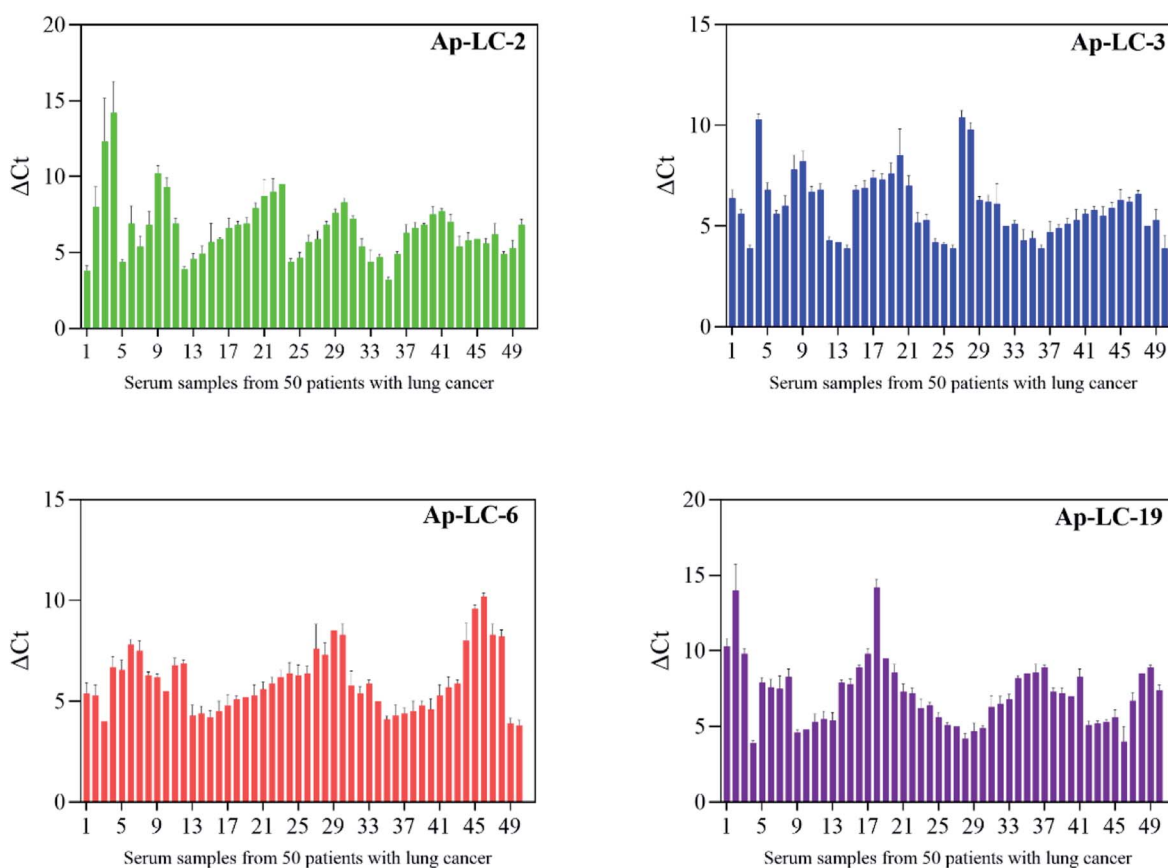 Ap-LC-2
20
15
10
5
0
ΔCt
1 5 9 13 17 21 25 29 33 37 41 45 49
Serum samples from 50 patients with lung cancer
Ap-LC-3
15
10
5
0
ΔCt
1 5 9 13 17 21 25 29 33 37 41 45 49
Serum samples from 50 patients with lung cancer
Ap-LC-6
15
10
5
0
ΔCt
1 5 9 13 17 21 25 29 33 37 41 45 49
Serum samples from 50 patients with lung cancer
Ap-LC-19
20
15
10
5
0
ΔCt
1 5 9 13 17 21 25 29 33 37 41 45 49
Serum samples from 50 patients with lung cancer